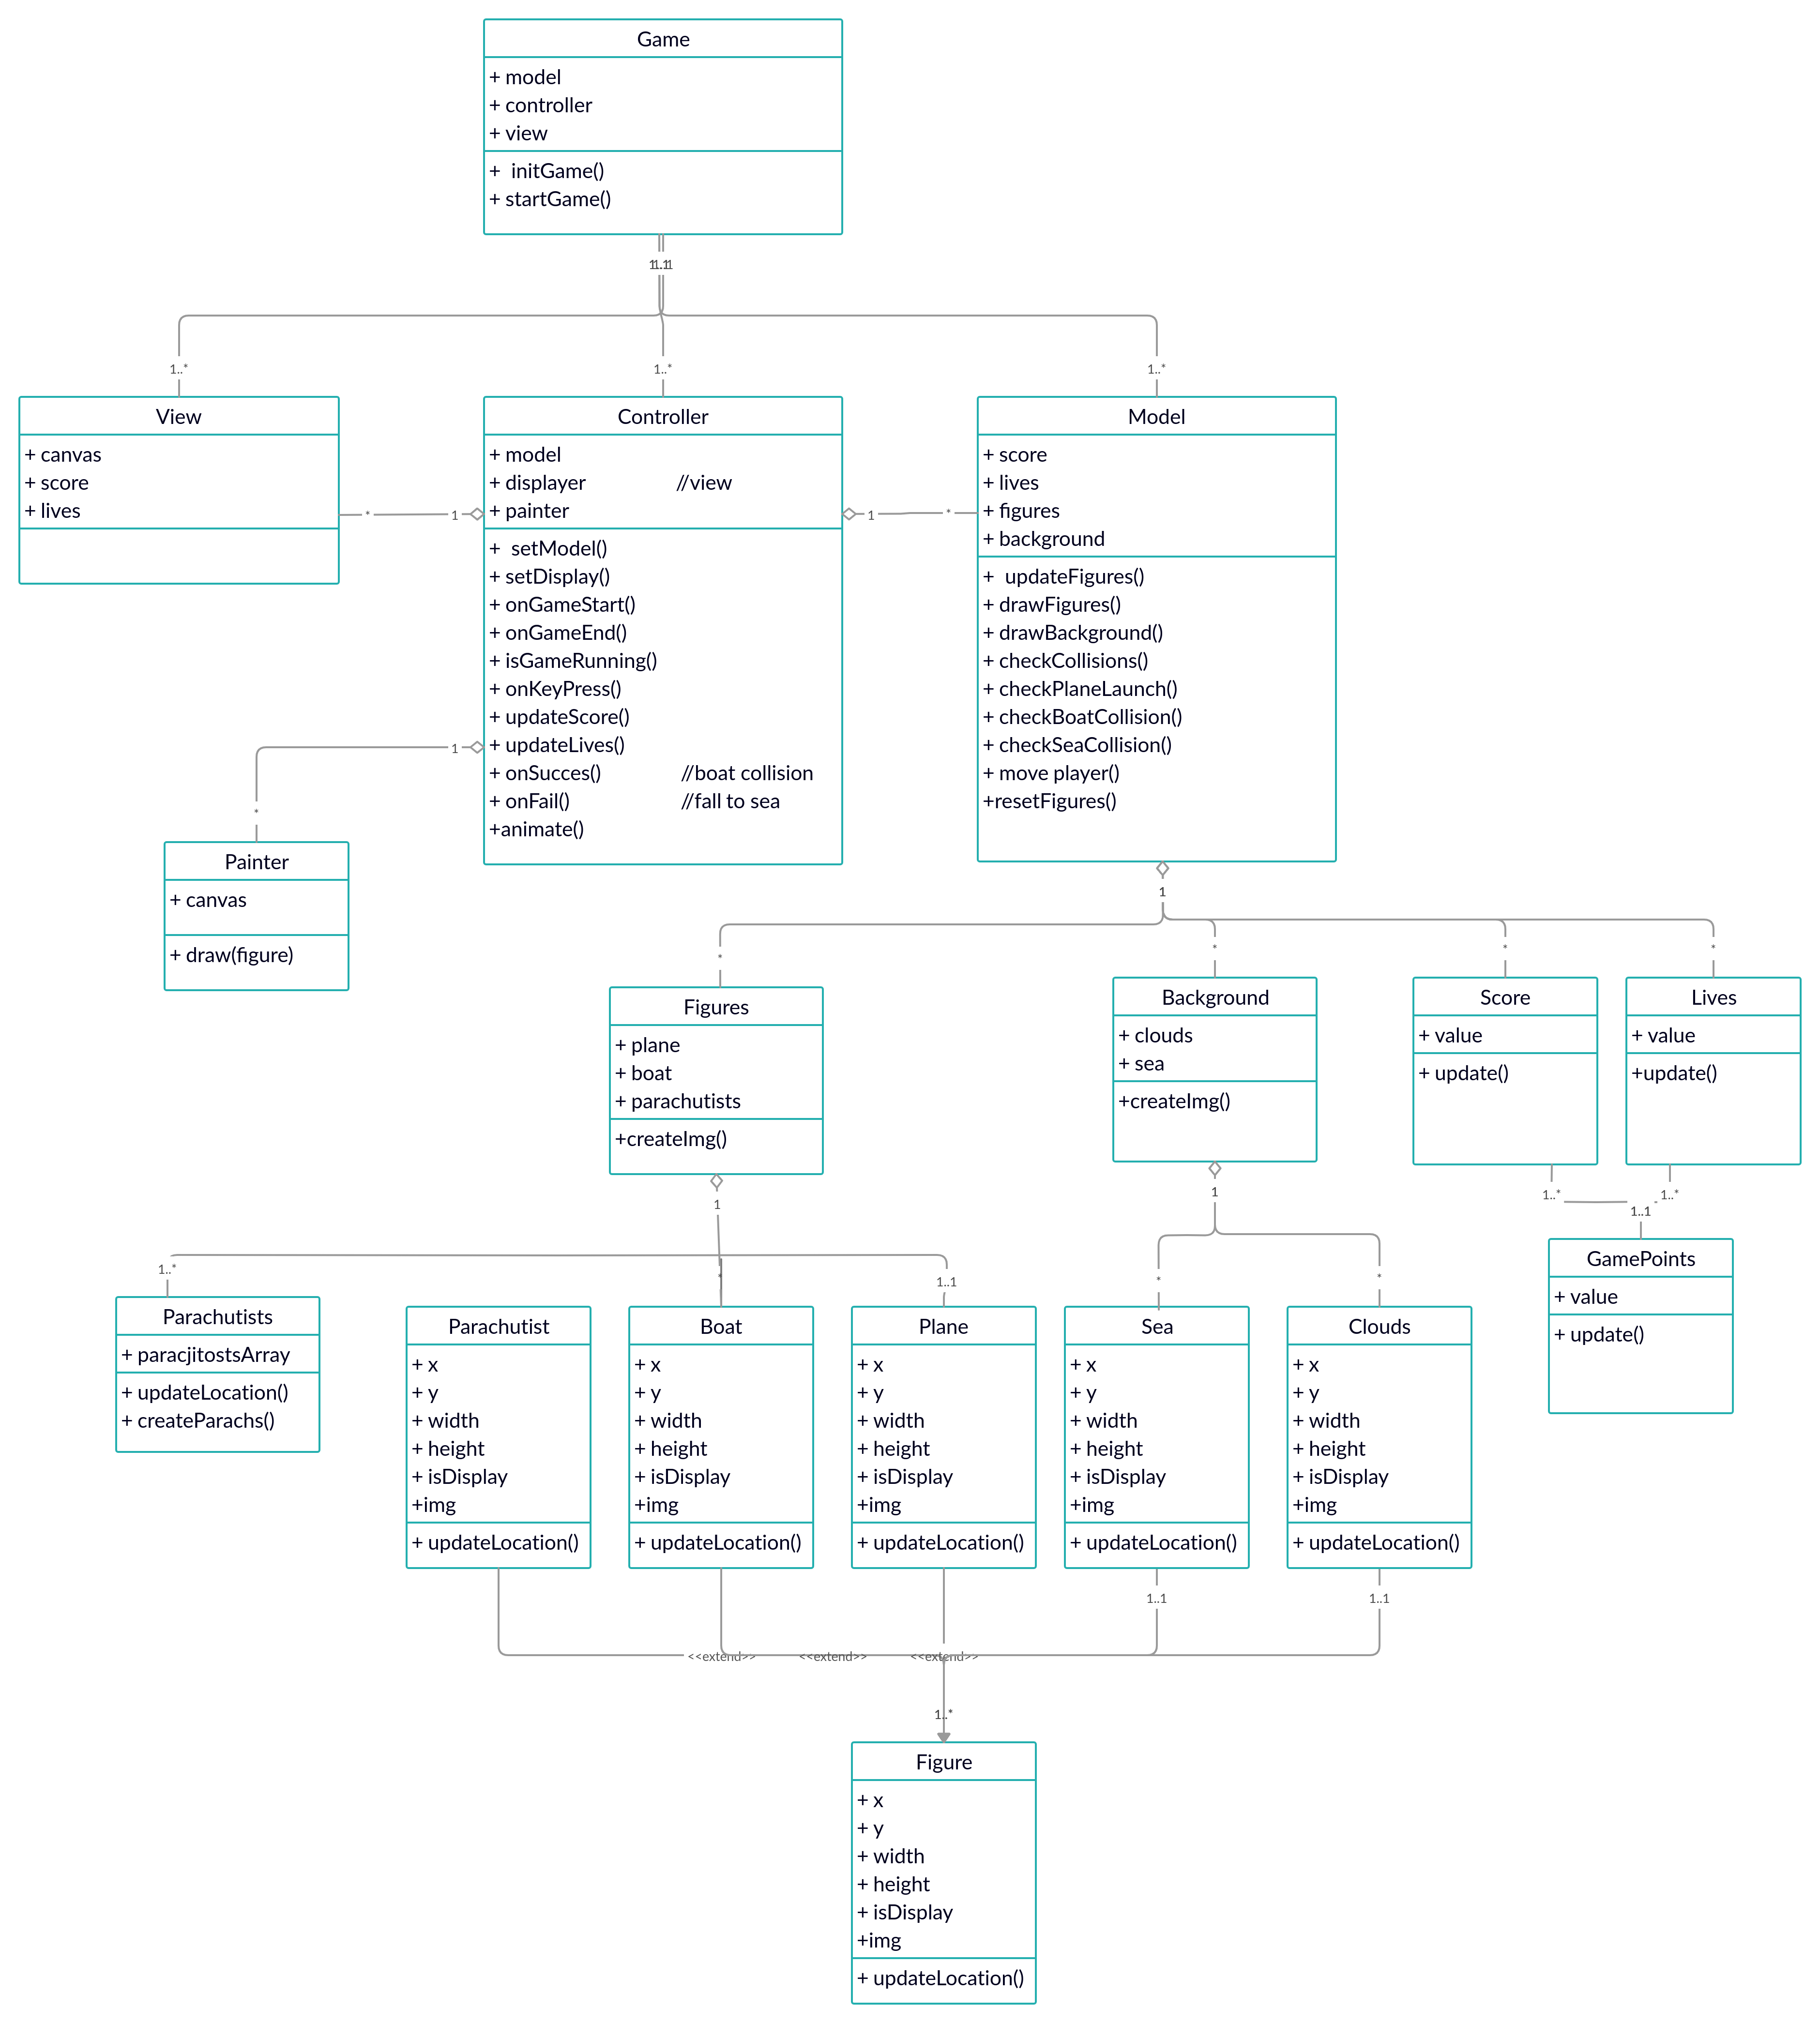 Game
+ model
+ controller
+ view
+  initGame()
+ startGame()
1..*
1..*
1..*
View
+ canvas
+ score
+ lives
* 1
Controller
+ model
+ displayer //view
+ painter
+  setModel()
+ setDisplay()
+ onGameStart()
+ onGameEnd()
+ isGameRunning()
+ onKeyPress()
+ updateScore()
+ updateLives()
+ onSucces() //boat collision
+ onFail() //fall to sea
+animate()
1 *
Model
+ score
+ lives
+ figures
+ background
+  updateFigures()
+ drawFigures()
+ drawBackground()
+ checkCollisions()
+ checkPlaneLaunch()
+ checkBoatCollision()
+ checkSeaCollision()
+ move player()
+resetFigures()
1
*
Painter
+ canvas
+ draw(figure)
1
*
*
*
*
Figures
+ plane
+ boat
+ parachutists
+createImg()
Background
+ clouds
+ sea
+createImg()
Score
+ value
+ update()
Lives
+ value
+update()
1
1
1..*
1..*
1..1
GamePoints
+ value
+ update()
1..*
*
1..1
*
*
Parachutists
+ paracjitostsArray
+ updateLocation()
+ createParachs()
Parachutist
+ x
+ y
+ width
+ height
+ isDisplay
+img
+ updateLocation()
Boat
+ x
+ y
+ width
+ height
+ isDisplay
+img
+ updateLocation()
Plane
+ x
+ y
+ width
+ height
+ isDisplay
+img
+ updateLocation()
Sea
+ x
+ y
+ width
+ height
+ isDisplay
+img
+ updateLocation()
Clouds
+ x
+ y
+ width
+ height
+ isDisplay
+img
+ updateLocation()
1..1
1..1
<<extend>>
<<extend>>
<<extend>>
1..*
Figure
+ x
+ y
+ width
+ height
+ isDisplay
+img
+ updateLocation()